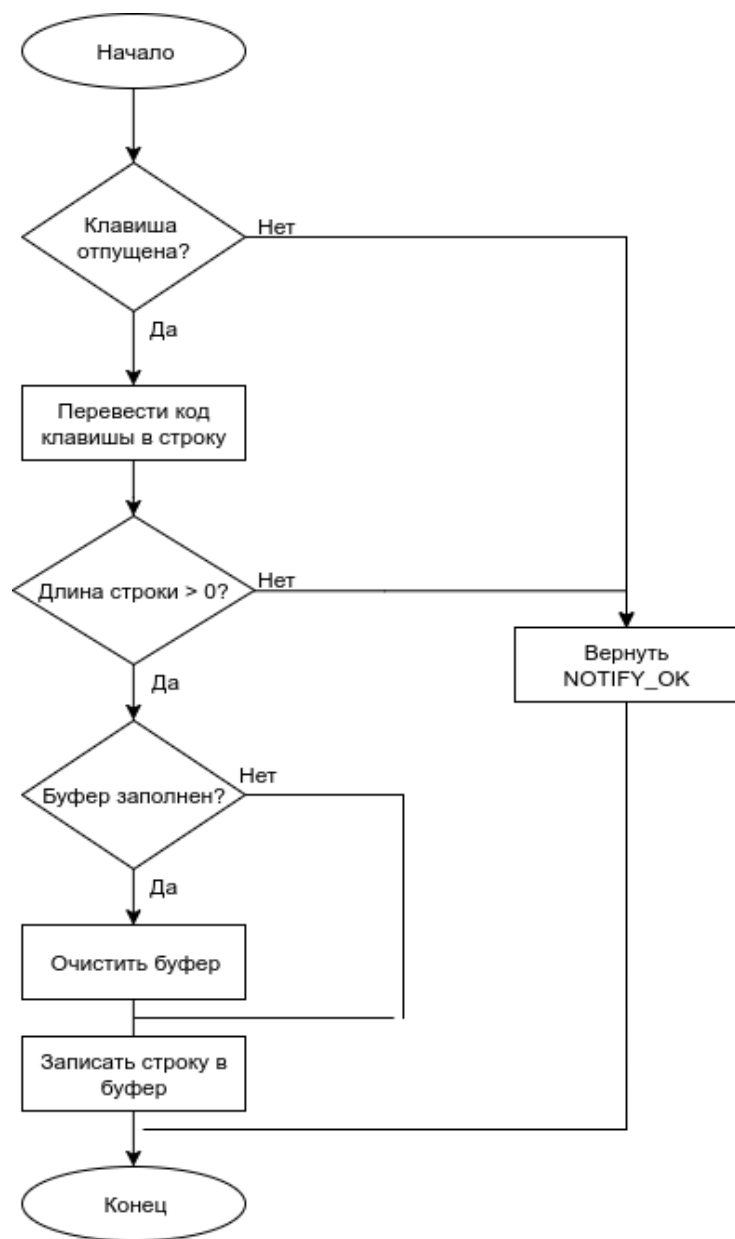 Начало
Клавиша
отпущена?
Нет
Да
Перевести код
клавишы в строку
Длина строки > 0?
Нет
Вернуть
NOTIFY_OK
Да
Буфер заполнен?
Нет
Да
Очистить буфер
Записать строку в
буфер
Конец